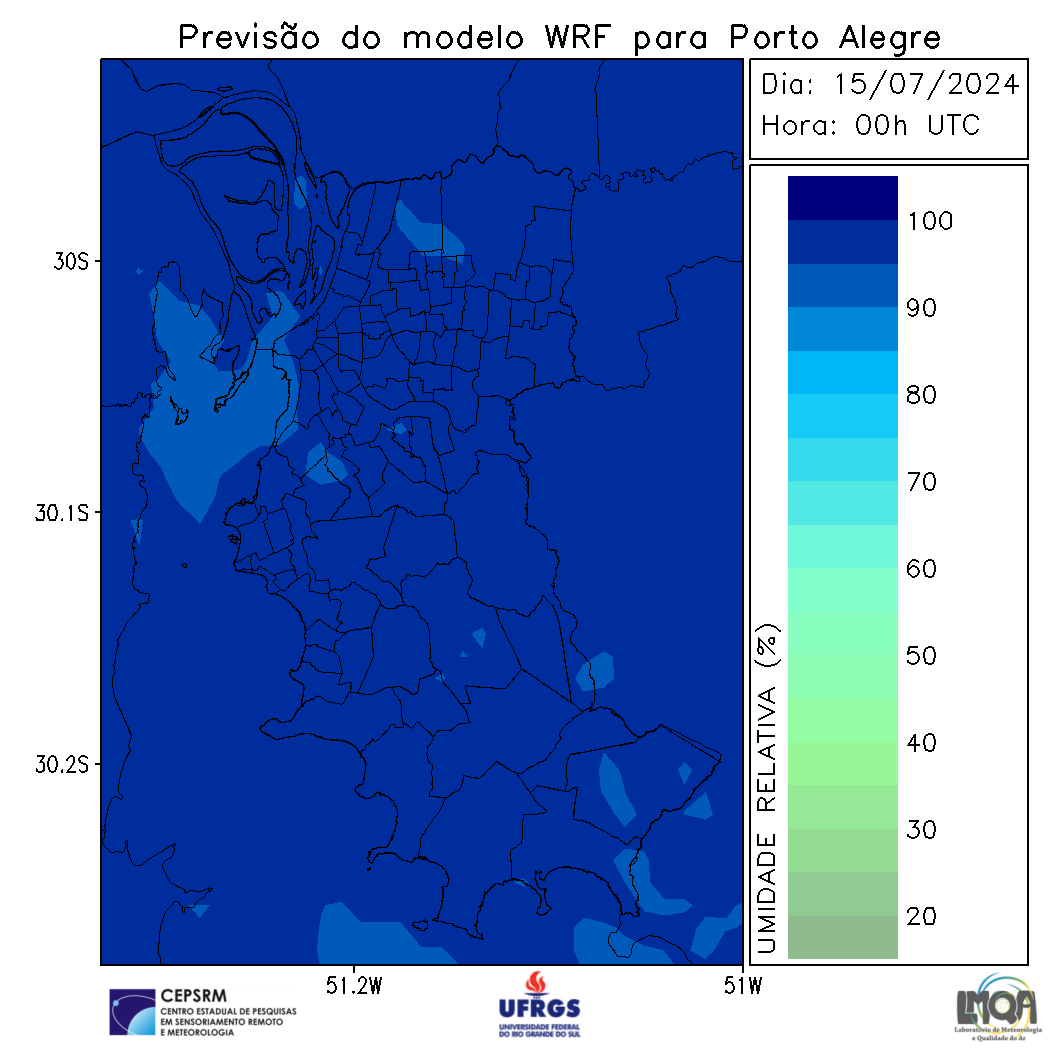 Previsão do modelo WRF para Porto Alegre
Dia: 15/07/2024
Hora: 00h UTC
30S
30.1S
30.2S
51.2W
51W
100
90
80
70
60
50
40
30
20
UMIDADE RELATIVA (%)
CEPSRM
CENTRO ESTADUAL DE PESQUISAS
EM SENSORIAMENTO REMOTO
E METEOROLOGIA
UFRGS
UNIVERSIDADE FEDERAL
DO RIO GRANDE DO SUL
LMQA
Laboratório de Meteorologia
e Qualidade do Ar